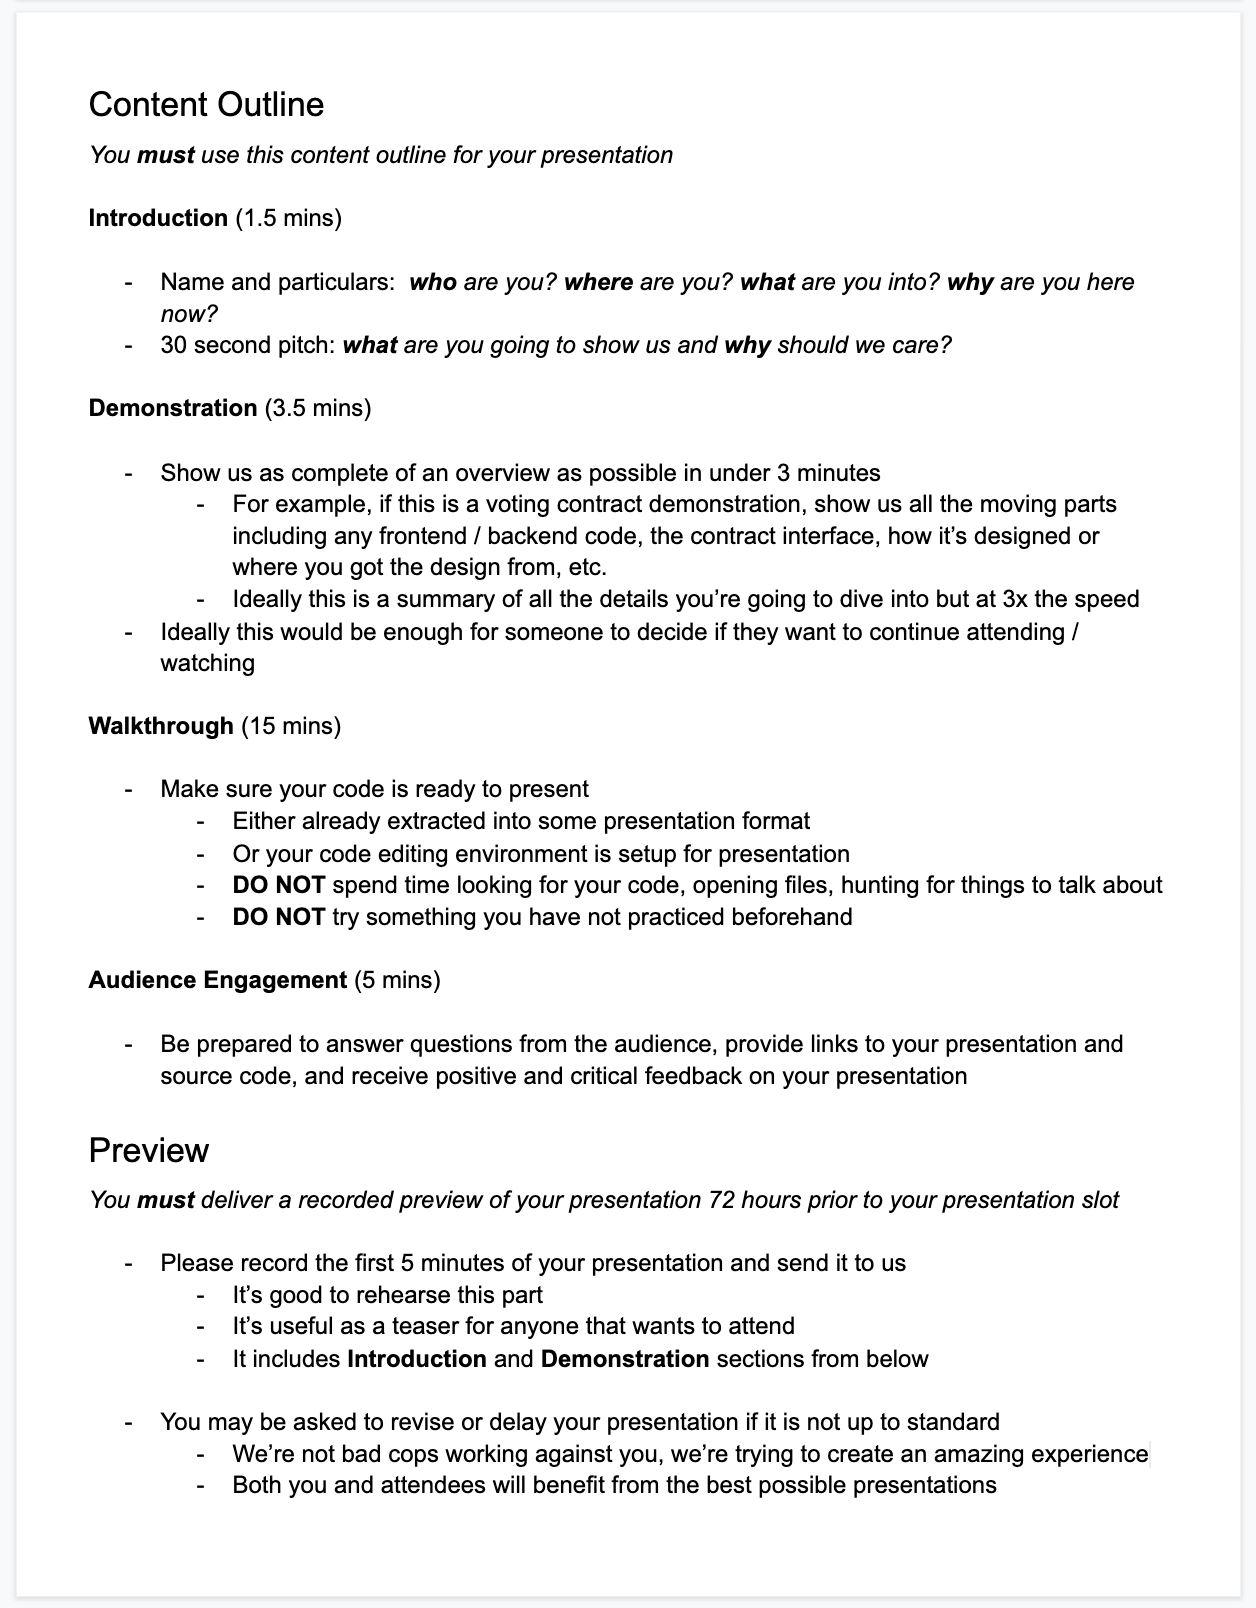 Content Outline
You must use this content outline for your presentation
Introduction (1.5 mins)
- Name and particulars:  who are you? where are you? what are you into? why are you here
now?
- 30 second pitch: what are you going to show us and why should we care?
Demonstration (3.5 mins)
- Show us as complete of an overview as possible in under 3 minutes
- For example, if this is a voting contract demonstration, show us all the moving parts
including any frontend / backend code, the contract interface, how it’s designed or
where you got the design from, etc.
- Ideally this is a summary of all the details you’re going to dive into but at 3x the speed
- Ideally this would be enough for someone to decide if they want to continue attending /
watching
Walkthrough (15 mins)
- Make sure your code is ready to present
- Either already extracted into some presentation format
- Or your code editing environment is setup for presentation
- DO NOT spend time looking for your code, opening files, hunting for things to talk about
- DO NOT try something you have not practiced beforehand
Audience Engagement (5 mins)
- Be prepared to answer questions from the audience, provide links to your presentation and
source code, and receive positive and critical feedback on your presentation
Preview
You must deliver a recorded preview of your presentation 72 hours prior to your presentation slot
- Please record the first 5 minutes of your presentation and send it to us
- It’s good to rehearse this part
- It’s useful as a teaser for anyone that wants to attend
- It includes Introduction and Demonstration sections from below
- You may be asked to revise or delay your presentation if it is not up to standard
- We’re not bad cops working against you, we’re trying to create an amazing experience
- Both you and attendees will benefit from the best possible presentations